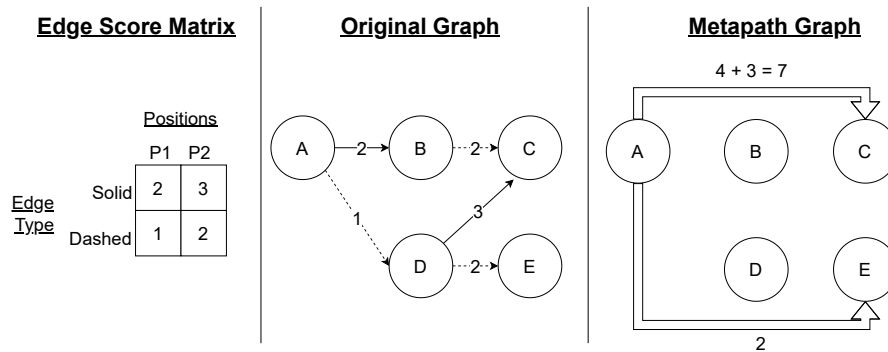 Edge Score Matrix
Positions
P1 P2
Edge Type
Solid 2 3
Dashed 1 2
Original Graph
A 2 B 2 C
1 3
D 2 E
Metapath Graph
4 + 3 = 7
A B C
D E
2